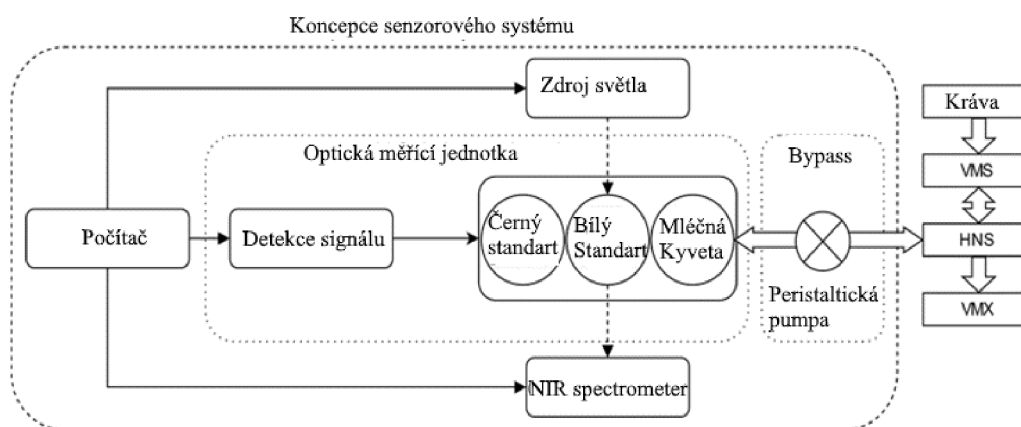 Koncepce senzorového systému
Zdroj světla
Kráva
Optická měřící jednotka
Bypass
VMS
Počítač
Detekce signálu
Černý
standart
Bílý
Standart
Mléčná
Kyveta
HNS
Peristaltická
pumpa
VMX
NIR spectrometer